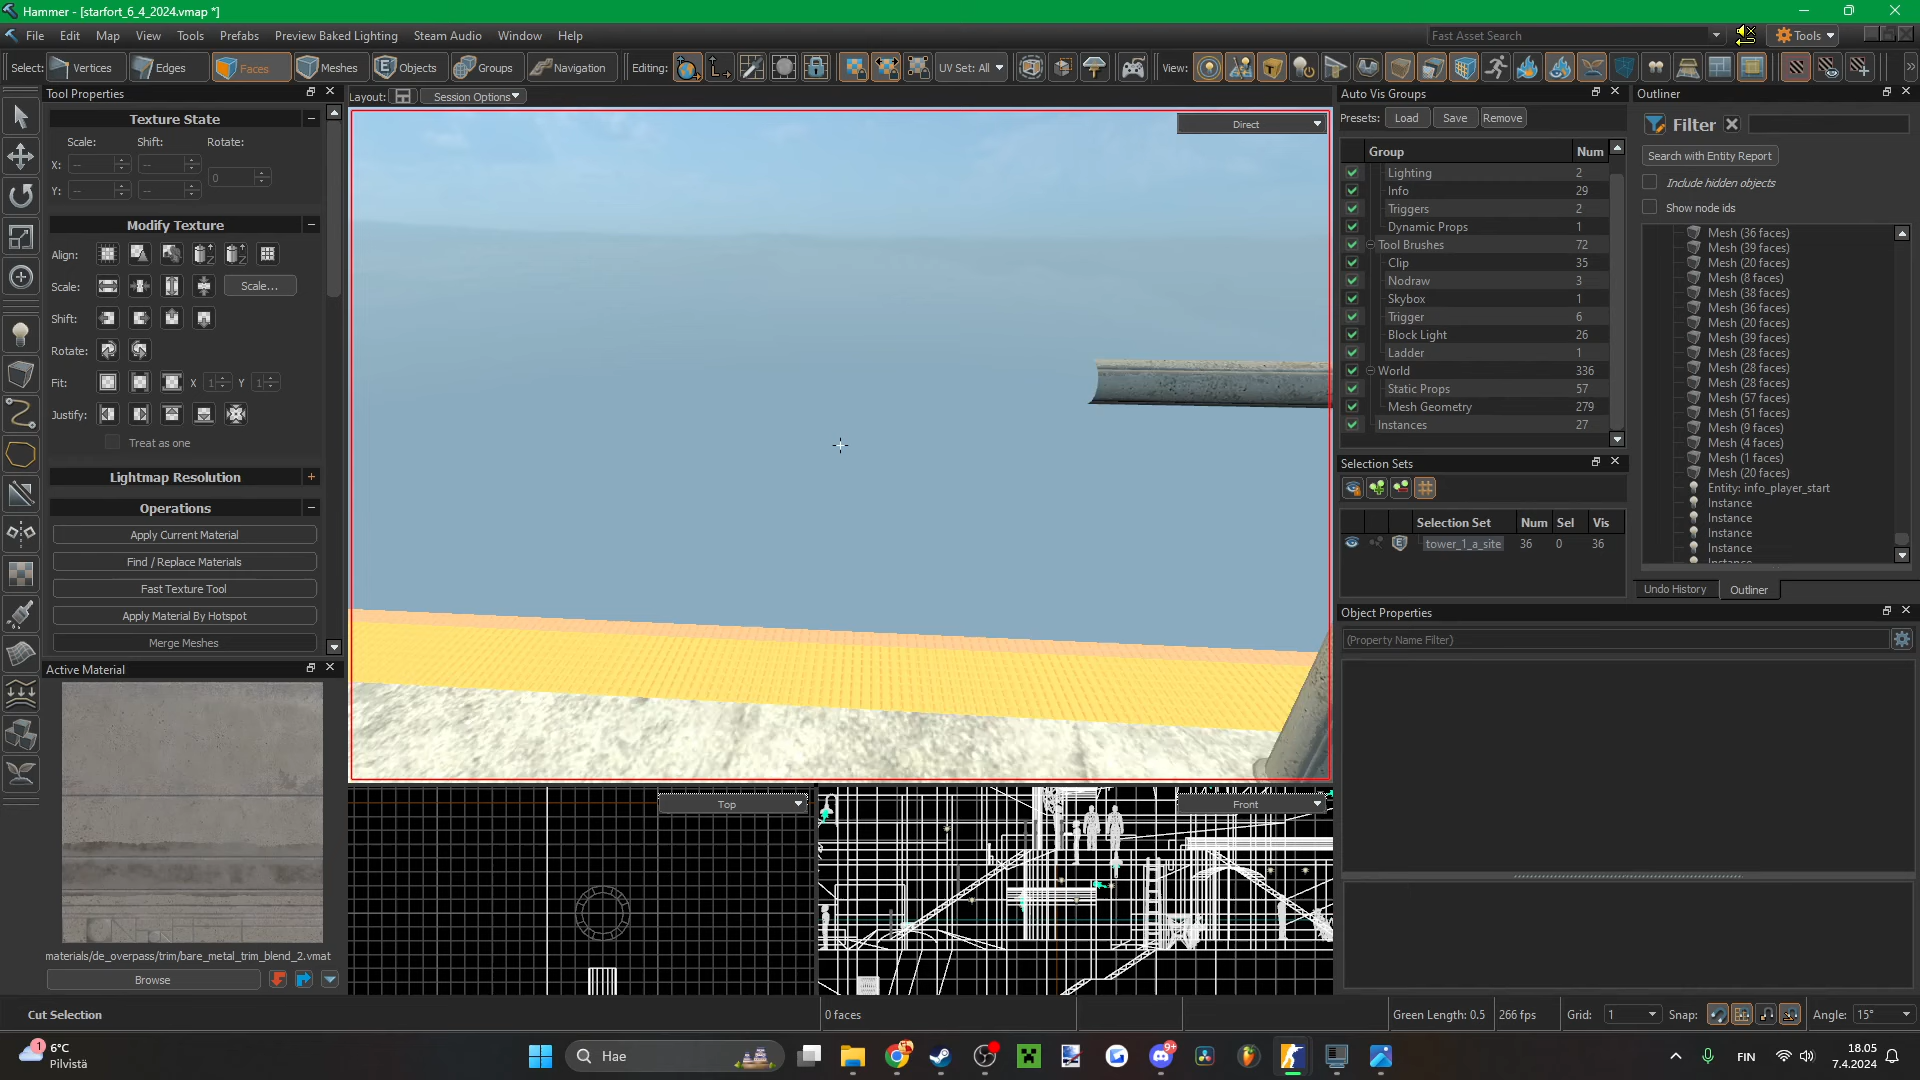 Hammer - [starfort_6_4_2024.vmap *]
File Edit Map View Tools Prefabs Preview Baked Lighting Steam Audio Window Help
Fast Asset Search
Tools
Select: Vertices Edges Faces Meshes Objects Groups Navigation Editing: UV Set: All View:
Tool Properties
Layout: Session Options
Auto Vis Groups
Outliner
Texture State
Scale: Shift: Rotate:
X: -- --
0
Y: -- --
Modify Texture
Align:
Scale: Scale...
Shift:
Rotate:
Fit: X 1 Y 1
Justify:
Treat as one
Lightmap Resolution
Operations
Apply Current Material
Find / Replace Materials
Fast Texture Tool
Apply Material By Hotspot
Merge Meshes
Active Material
materials/de_overpass/trim/bare_metal_trim_blend_2.vmat
Browse
Direct
Top
Front
Presets: Load Save Remove
Group Num
Lighting 2
Info 29
Triggers 2
Dynamic Props 1
Tool Brushes 72
Clip 35
Nodraw 3
Skybox 1
Trigger 6
Block Light 26
Ladder 1
World 336
Static Props 57
Mesh Geometry 279
Instances 27
Selection Sets
Selection Set Num Sel Vis
tower_1_a_site 36 0 36
Filter
Search with Entity Report
Include hidden objects
Show node ids
Mesh (36 faces)
Mesh (39 faces)
Mesh (20 faces)
Mesh (8 faces)
Mesh (38 faces)
Mesh (36 faces)
Mesh (20 faces)
Mesh (39 faces)
Mesh (28 faces)
Mesh (28 faces)
Mesh (28 faces)
Mesh (57 faces)
Mesh (51 faces)
Mesh (9 faces)
Mesh (4 faces)
Mesh (1 faces)
Mesh (20 faces)
Entity: info_player_start
Instance
Instance
Instance
Instance
Instance
Undo History Outliner
Object Properties
(Property Name Filter)
Cut Selection
0 faces
Green Length: 0.5
266 fps
Grid: 1
Snap:
Angle: 15°
1
6°C
Pilvistä
Hae
9+
FIN
18.05
7.4.2024